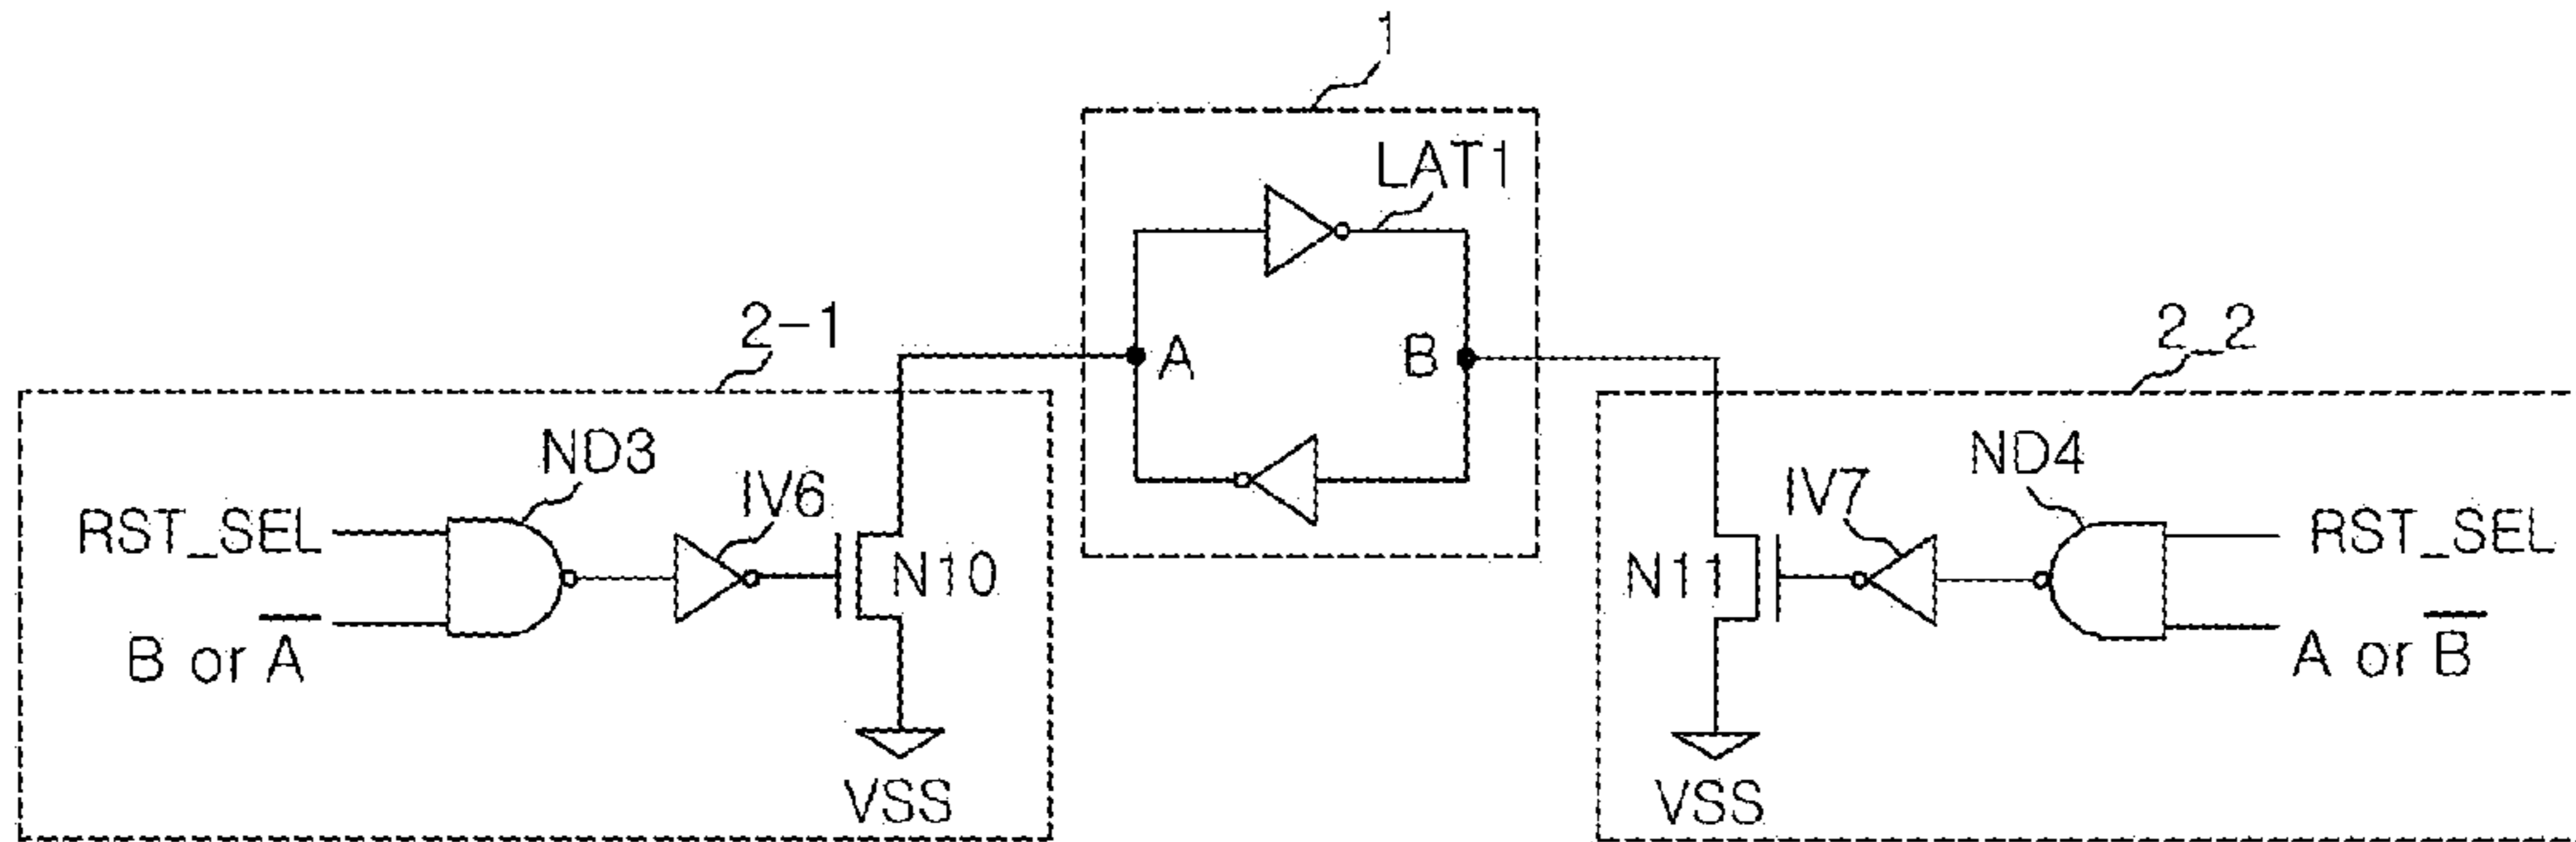 1
LAT1
2-1
2_2
A
B
ND3
ND4
IV6
IV7
RST_SEL
N10
N11
RST_SEL
B or A̅
A or B̅
VSS
VSS